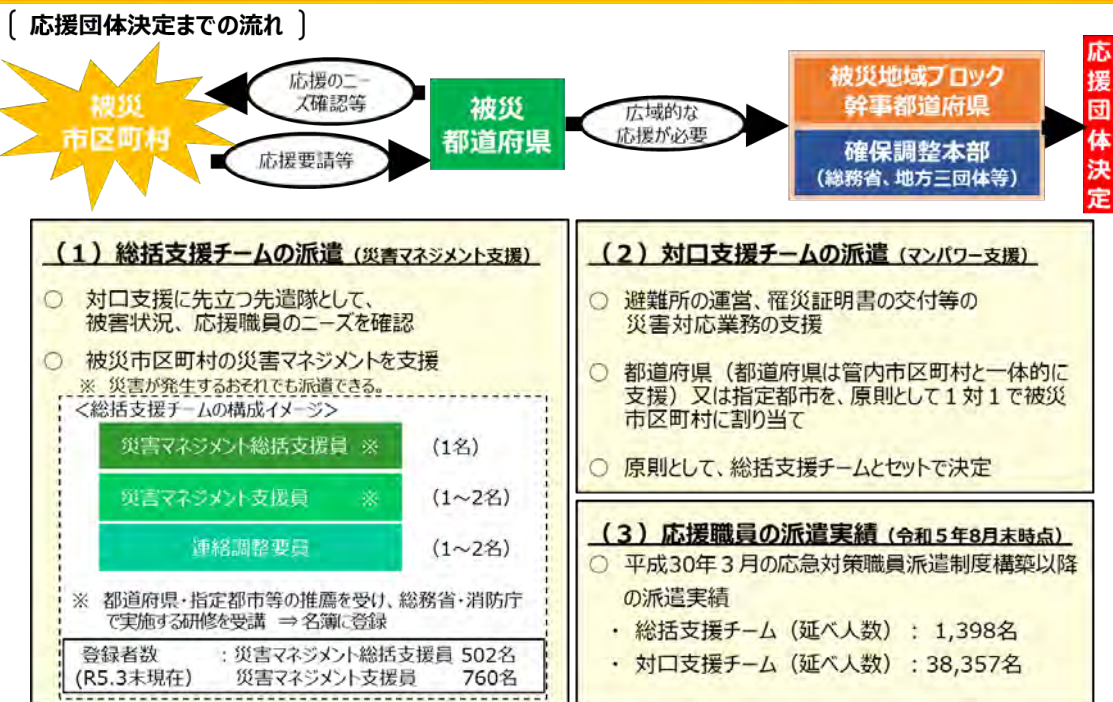 〔 応援団体決定までの流れ 〕
被災
市区町村
応援のニー
ズ確認等
応援要請等
被災
都道府県
広域的な
応援が必要
被災地域ブロック
幹事都道府県
確保調整本部
(総務省、地方三団体等)
応援団体決定
(1)総括支援チームの派遣(災害マネジメント支援)
○ 対口支援に先立つ先遣隊として、
被害状況、応援職員のニーズを確認
○ 被災市区町村の災害マネジメントを支援
※ 災害が発生するおそれでも派遣できる。
<総括支援チームの構成イメージ>
災害マネジメント総括支援員 ※ (1名)
災害マネジメント支援員 ※ (1~2名)
連絡調整要員 (1~2名)
※ 都道府県・指定都市等の推薦を受け、総務省・消防庁
で実施する研修を受講 ⇒ 名簿に登録
登録者数 :災害マネジメント総括支援員 502名
(R5.3末現在) 災害マネジメント支援員 760名
(2)対口支援チームの派遣(マンパワー支援)
○ 避難所の運営、罹災証明書の交付等の
災害対応業務の支援
○ 都道府県(都道府県は管内市区町村と一体的に
支援)又は指定都市を、原則として1対1で被災
市区町村に割り当て
○ 原則として、総括支援チームとセットで決定
(3)応援職員の派遣実績(令和5年8月末時点)
○ 平成30年3月の応急対策職員派遣制度構築以降
の派遣実績
・ 総括支援チーム(延べ人数): 1,398名
・ 対口支援チーム(延べ人数):38,357名